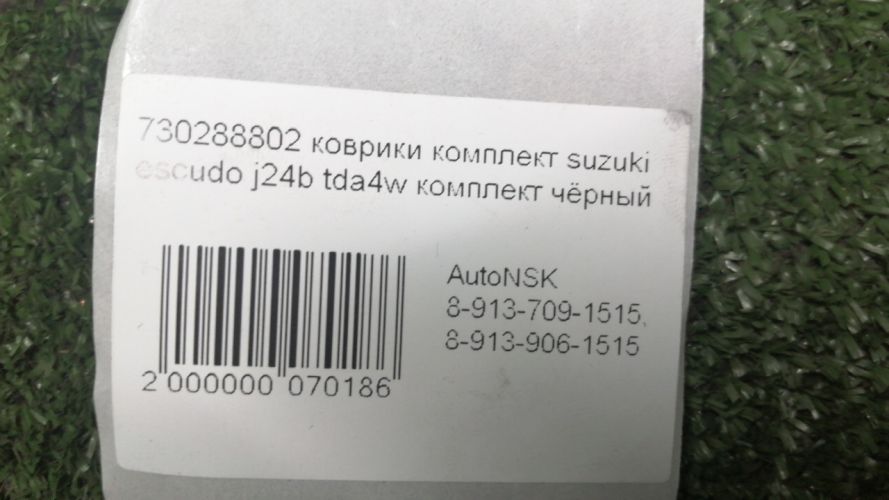 730288802 коврики комплект suzuki
escudo j24b tda4w комплект чёрный
AutoNSK
8-913-709-1515,
8-913-906-1515
2 000000 070186